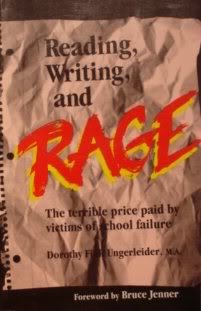 Reading,
Writing,
and
RAGE
The terrible price paid by
victims of school failure
Dorothy Ungerleider, M.A.
Foreword by Bruce Jenner